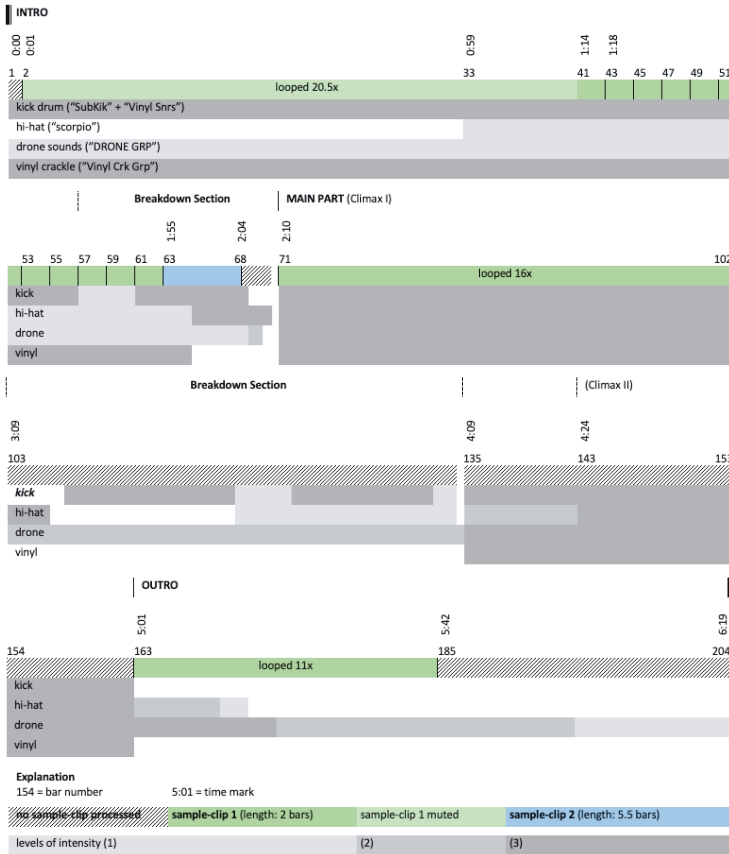 INTRO
0:00 0:01 0:59 1:14 1:18
1 2 33 41 43 45 47 49 51
looped 20.5x
kick drum (“SubKik” + “Vinyl Snrs”)
hi-hat (“scorpio”)
drone sounds (“DRONE GRP”)
vinyl crackle (“Vinyl Crk Grp”)
Breakdown Section MAIN PART (Climax I)
1:55 2:04 2:10
53 55 57 59 61 63 68 71 102
looped 16x
kick
hi-hat
drone
vinyl
Breakdown Section (Climax II)
3:09 4:09 4:24
103 135 143 153
kick
hi-hat
drone
vinyl
OUTRO
5:01 5:42 6:19
154 163 185 204
looped 11x
kick
hi-hat
drone
vinyl
Explanation
154 = bar number 5:01 = time mark
no sample-clip processed sample-clip 1 (length: 2 bars) sample-clip 1 muted sample-clip 2 (length: 5.5 bars)
levels of intensity (1) (2) (3)